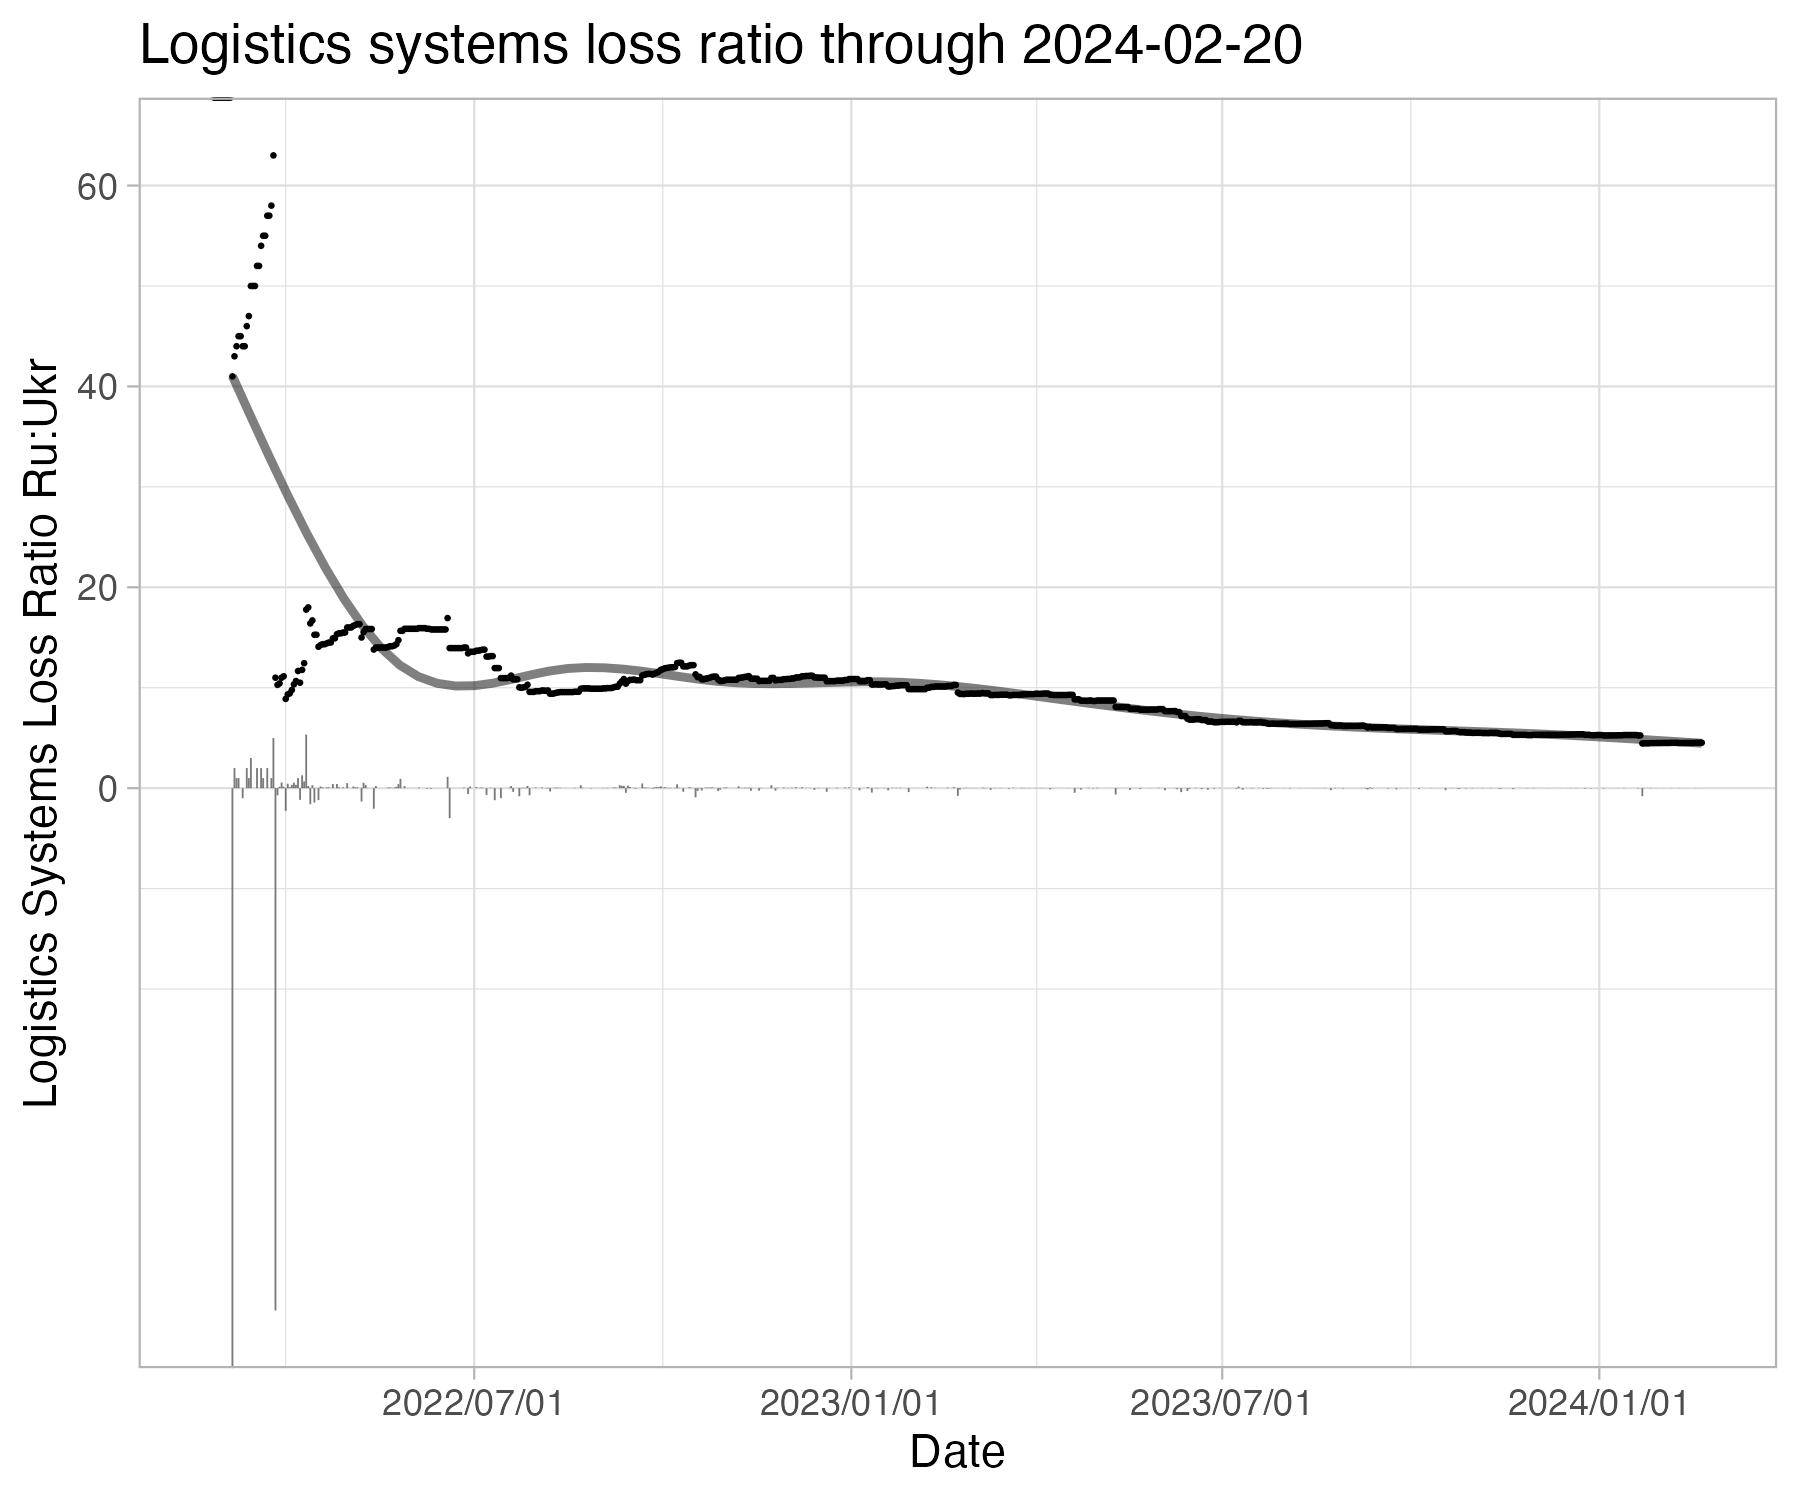 Logistics systems loss ratio through 2024-02-20
Logistics Systems Loss Ratio Ru:Ukr
60
40
20
0
2022/07/01
2023/01/01
2023/07/01
2024/01/01
Date